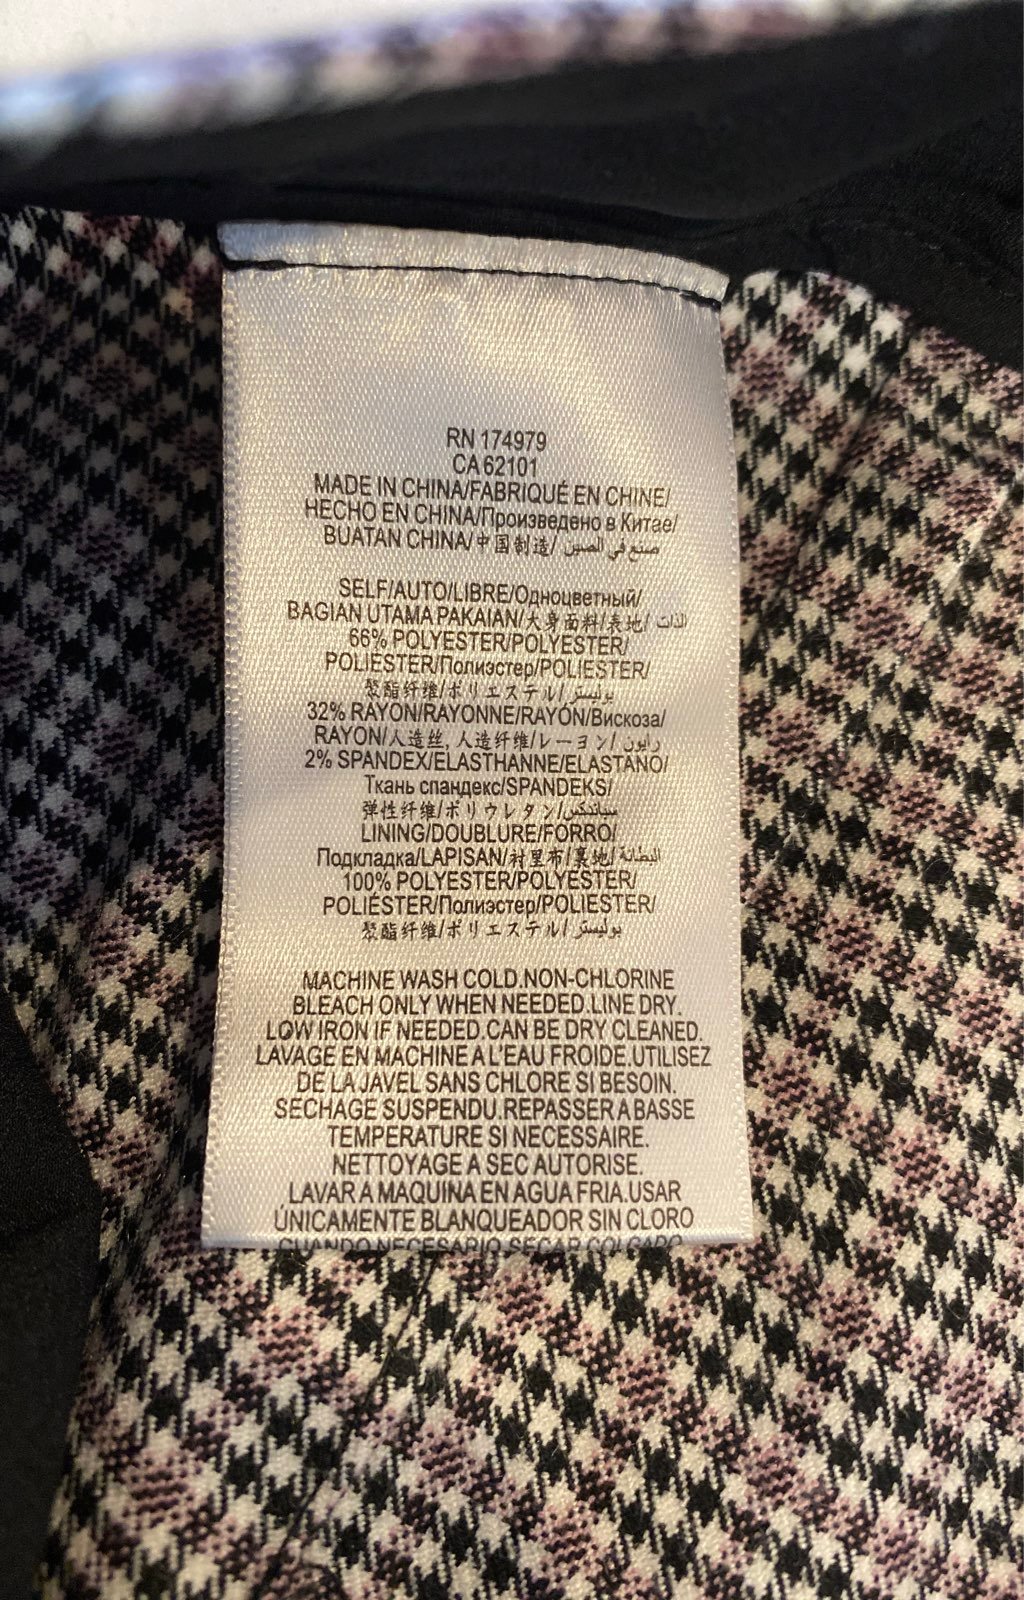 RN 174979
CA 62101
MADE IN CHINA/FABRIQUÉ EN CHINE/
HECHO EN CHINA/Произведено в Китае/
BUATAN CHINA/中国制造/ صنع في الصين
SELF/AUTO/LIBRE/Одноцветный/
BAGIAN UTAMA PAKAIAN/大身面料/表地/ الذات
66% POLYESTER/POLYESTER/
POLIÉSTER/Полиэстер/POLIESTER/
聚酯纤维/ポリエステル/ بوليستر
32% RAYON/RAYONNE/RAYÓN/Вискоза/
RAYON/人造丝, 人造纤维/レーヨン/ رايون
2% SPANDEX/ELASTHANNE/ELASTANO/
Ткань спандекс/SPANDEKS/
弹性纤维/ポリウレタン/ سباندكس
LINING/DOUBLURE/FORRO/
Подкладка/LAPISAN/衬里布/裏地/ البطانة
100% POLYESTER/POLYESTER/
POLIÉSTER/Полиэстер/POLIESTER/
聚酯纤维/ポリエステル/ بوليستر
MACHINE WASH COLD.NON-CHLORINE
BLEACH ONLY WHEN NEEDED.LINE DRY.
LOW IRON IF NEEDED.CAN BE DRY CLEANED.
LAVAGE EN MACHINE A L'EAU FROIDE.UTILISEZ
DE LA JAVEL SANS CHLORE SI BESOIN.
SECHAGE SUSPENDU.REPASSER A BASSE
TEMPERATURE SI NECESSAIRE.
NETTOYAGE A SEC AUTORISE.
LAVAR A MAQUINA EN AGUA FRIA.USAR
ÚNICAMENTE BLANQUEADOR SIN CLORO
CUANDO NECESARIO.SECAR COLGADO.